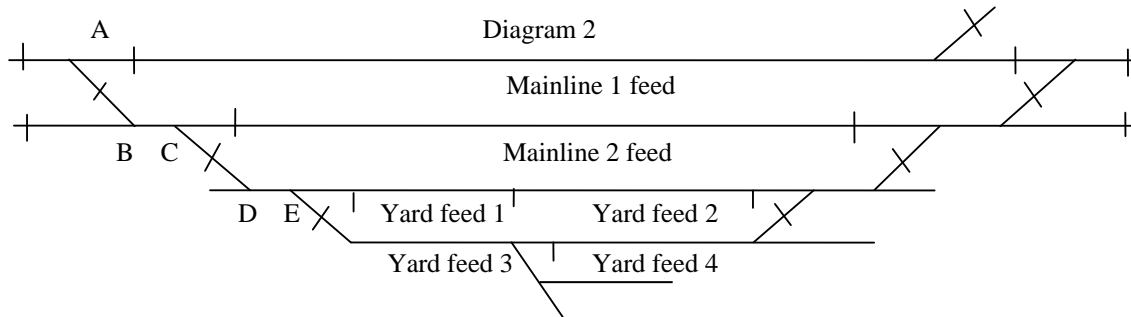 A Diagram 2
Mainline 1 feed
B C Mainline 2 feed
D E Yard feed 1 Yard feed 2
Yard feed 3 Yard feed 4